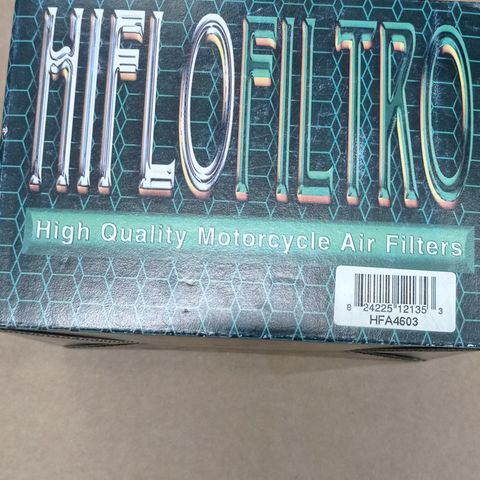 HIFLOFILTRO
High Quality Motorcycle Air Filters
8 24225 12135 3
HFA4603